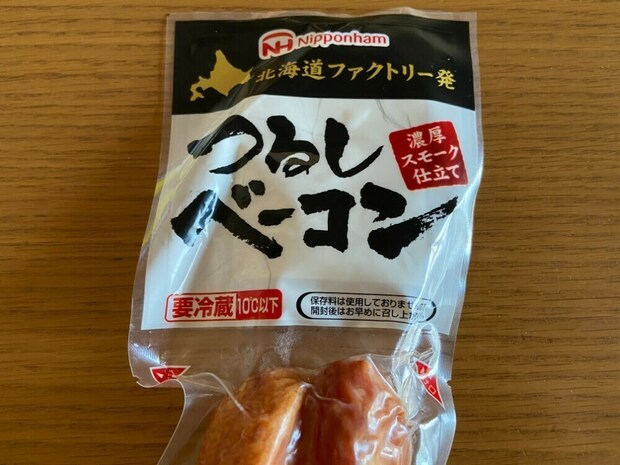 NH Nipponham
北海道ファクトリー発
つるし
ベーコン
濃厚
スモーク
仕立て
要冷蔵 10℃以下
保存料は使用しておりません
開封後はお早めに召し上が